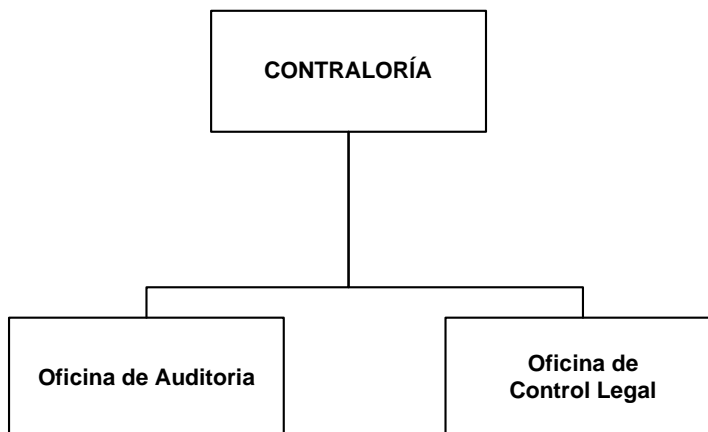 CONTRALORÍA
Oficina de Auditoria
Oficina de
Control Legal